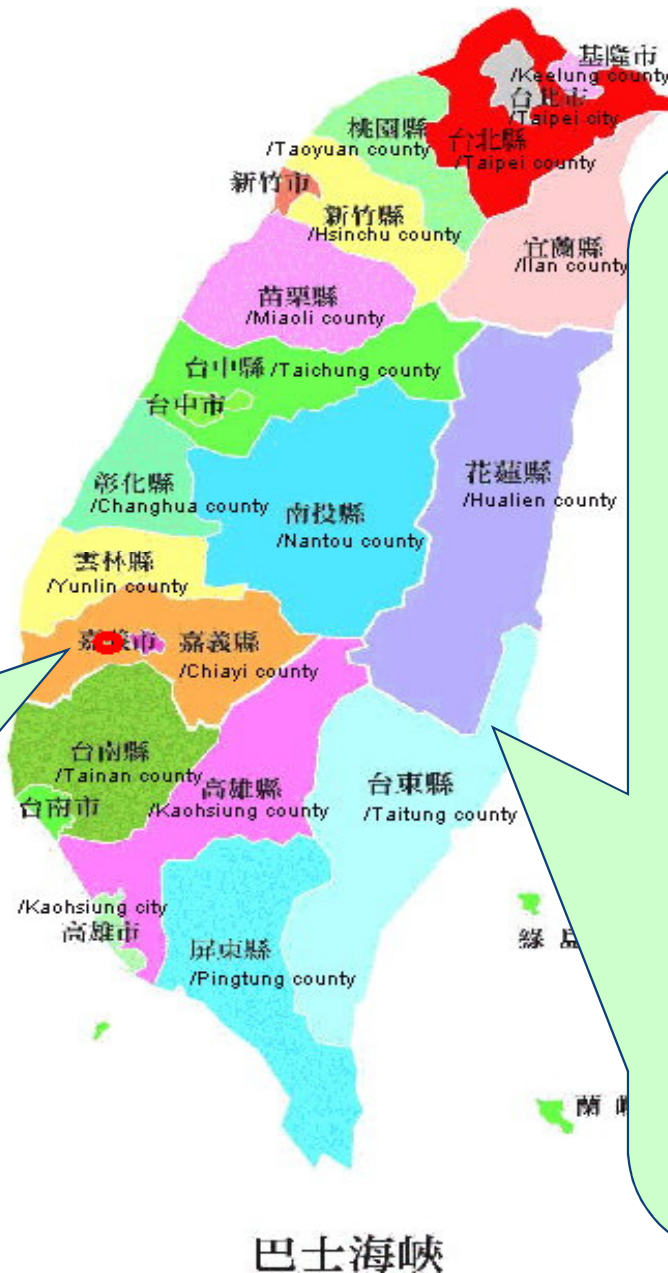 基隆市
/Keelung county
台北市
/Taipei city
台北縣
/Taipei county
桃園縣
/Taoyuan county
新竹市
新竹縣
/Hsinchu county
宜蘭縣
/Ilan county
苗栗縣
/Miaoli county
台中縣 /Taichung county
台中市
彰化縣
/Changhua county
南投縣
/Nantou county
花蓮縣
/Hualien county
雲林縣
/Yunlin county
嘉義市
嘉義縣
/Chiayi county
台南縣
/Tainan county
台南市
高雄縣
/Kaohsiung county
台東縣
/Taitung county
/Kaohsiung city
高雄市
屏東縣
/Pingtung county
綠
蘭
巴士海峽